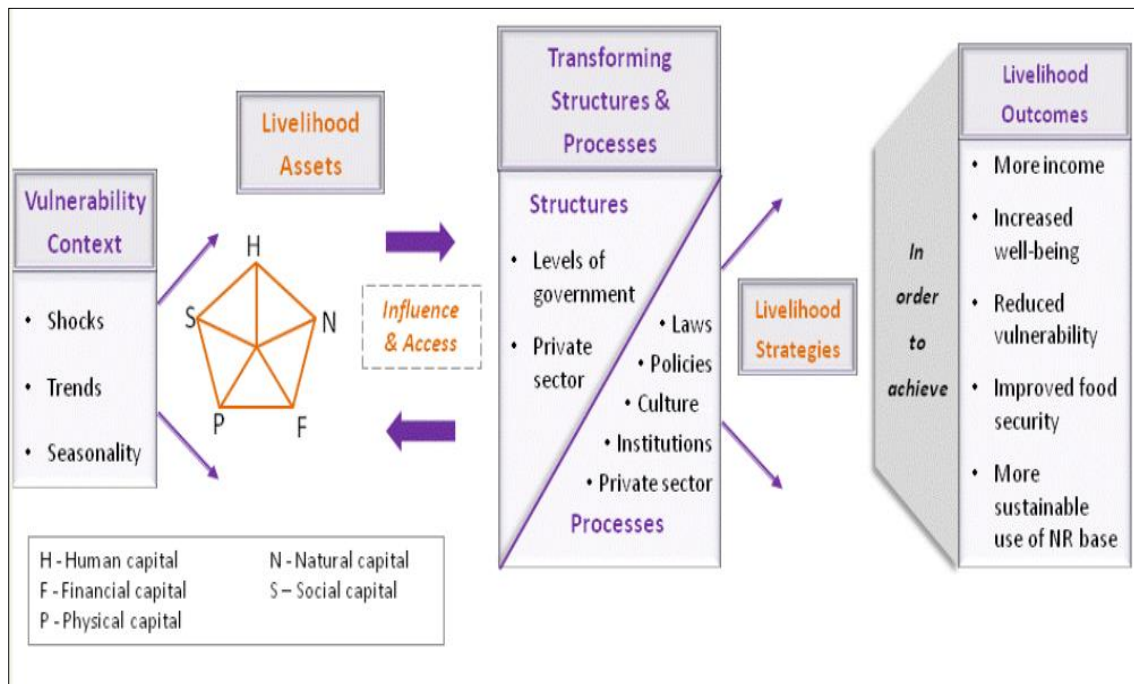 Vulnerability
Context
• Shocks
• Trends
• Seasonality
Livelihood
Assets
H
S
N
P
F
Influence
& Access
Transforming
Structures &
Processes
Structures
• Levels of
government
• Private
sector
• Laws
• Policies
• Culture
• Institutions
• Private sector
Processes
Livelihood
Strategies
In
order
to
achieve
Livelihood
Outcomes
• More income
• Increased
well-being
• Reduced
vulnerability
• Improved food
security
• More
sustainable
use of NR base
H - Human capital
F - Financial capital
P - Physical capital
N - Natural capital
S – Social capital